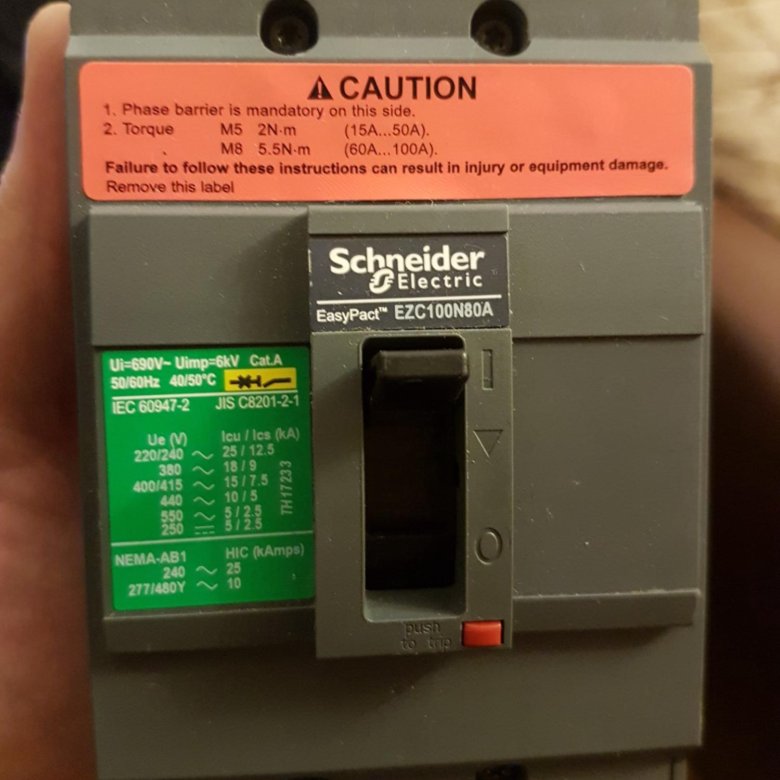 ⚠ CAUTION
1. Phase barrier is mandatory on this side.
2. Torque M5 2N·m (15A...50A).
M8 5.5N·m (60A...100A).
Failure to follow these instructions can result in injury or equipment damage.
Remove this label
Schneider
Electric
EasyPact™ EZC100N80A
Ui=690V~ Uimp=6kV Cat.A
50/60Hz 40/50°C
IEC 60947-2 JIS C8201-2-1
Ue (V) Icu / Ics (kA)
220/240 ~ 25 / 12.5
380 ~ 18 / 9
400/415 ~ 15 / 7.5
440 ~ 10 / 5
550 ~ 5 / 2.5
250 ⎓ 5 / 2.5
TH17233
NEMA-AB1 HIC (kAmps)
240 ~ 25
277/480Y ~ 10
I
O
push
to trip